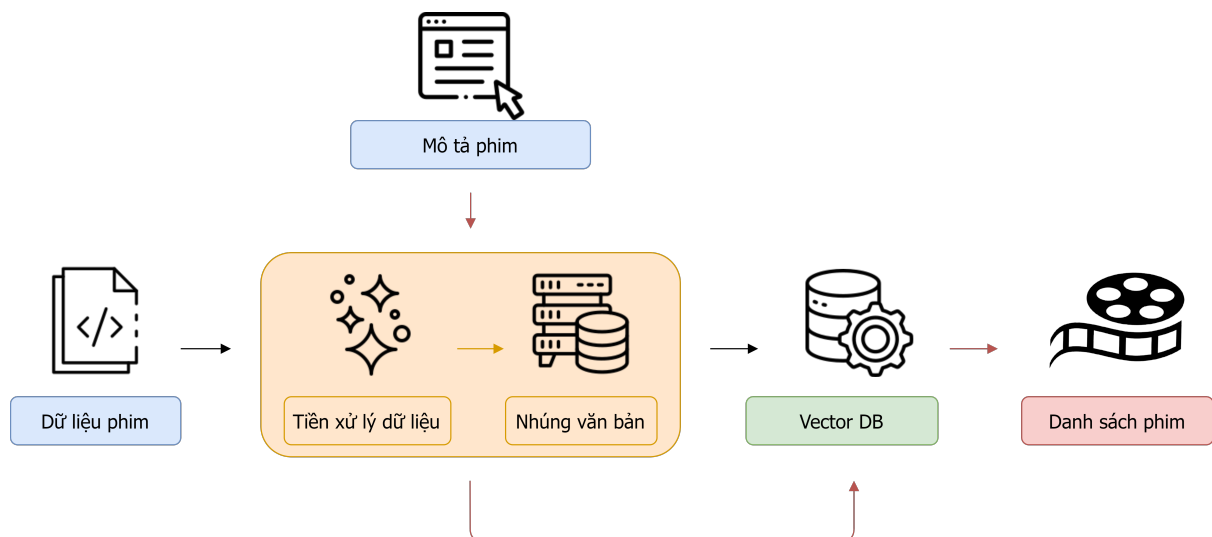 Mô tả phim
Dữ liệu phim
Tiền xử lý dữ liệu
Nhúng văn bản
Vector DB
Danh sách phim